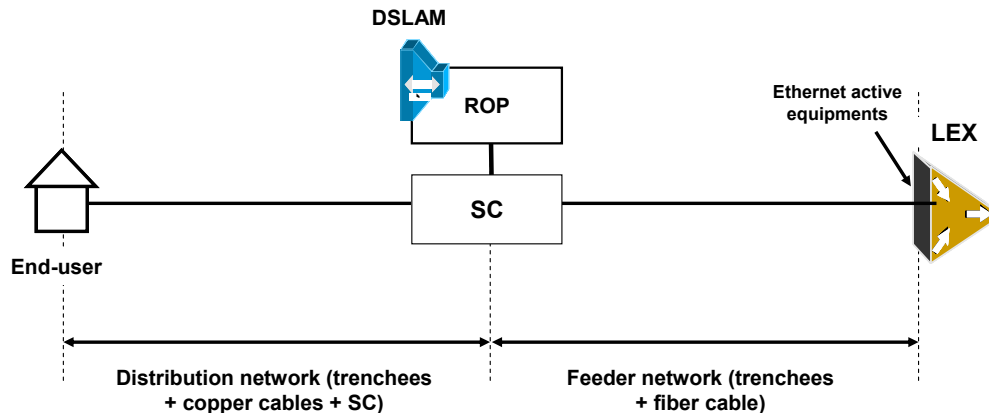 DSLAM
ROP
Ethernet active
equipments
LEX
SC
End-user
Distribution network (trenchees
+ copper cables + SC)
Feeder network (trenchees
+ fiber cable)